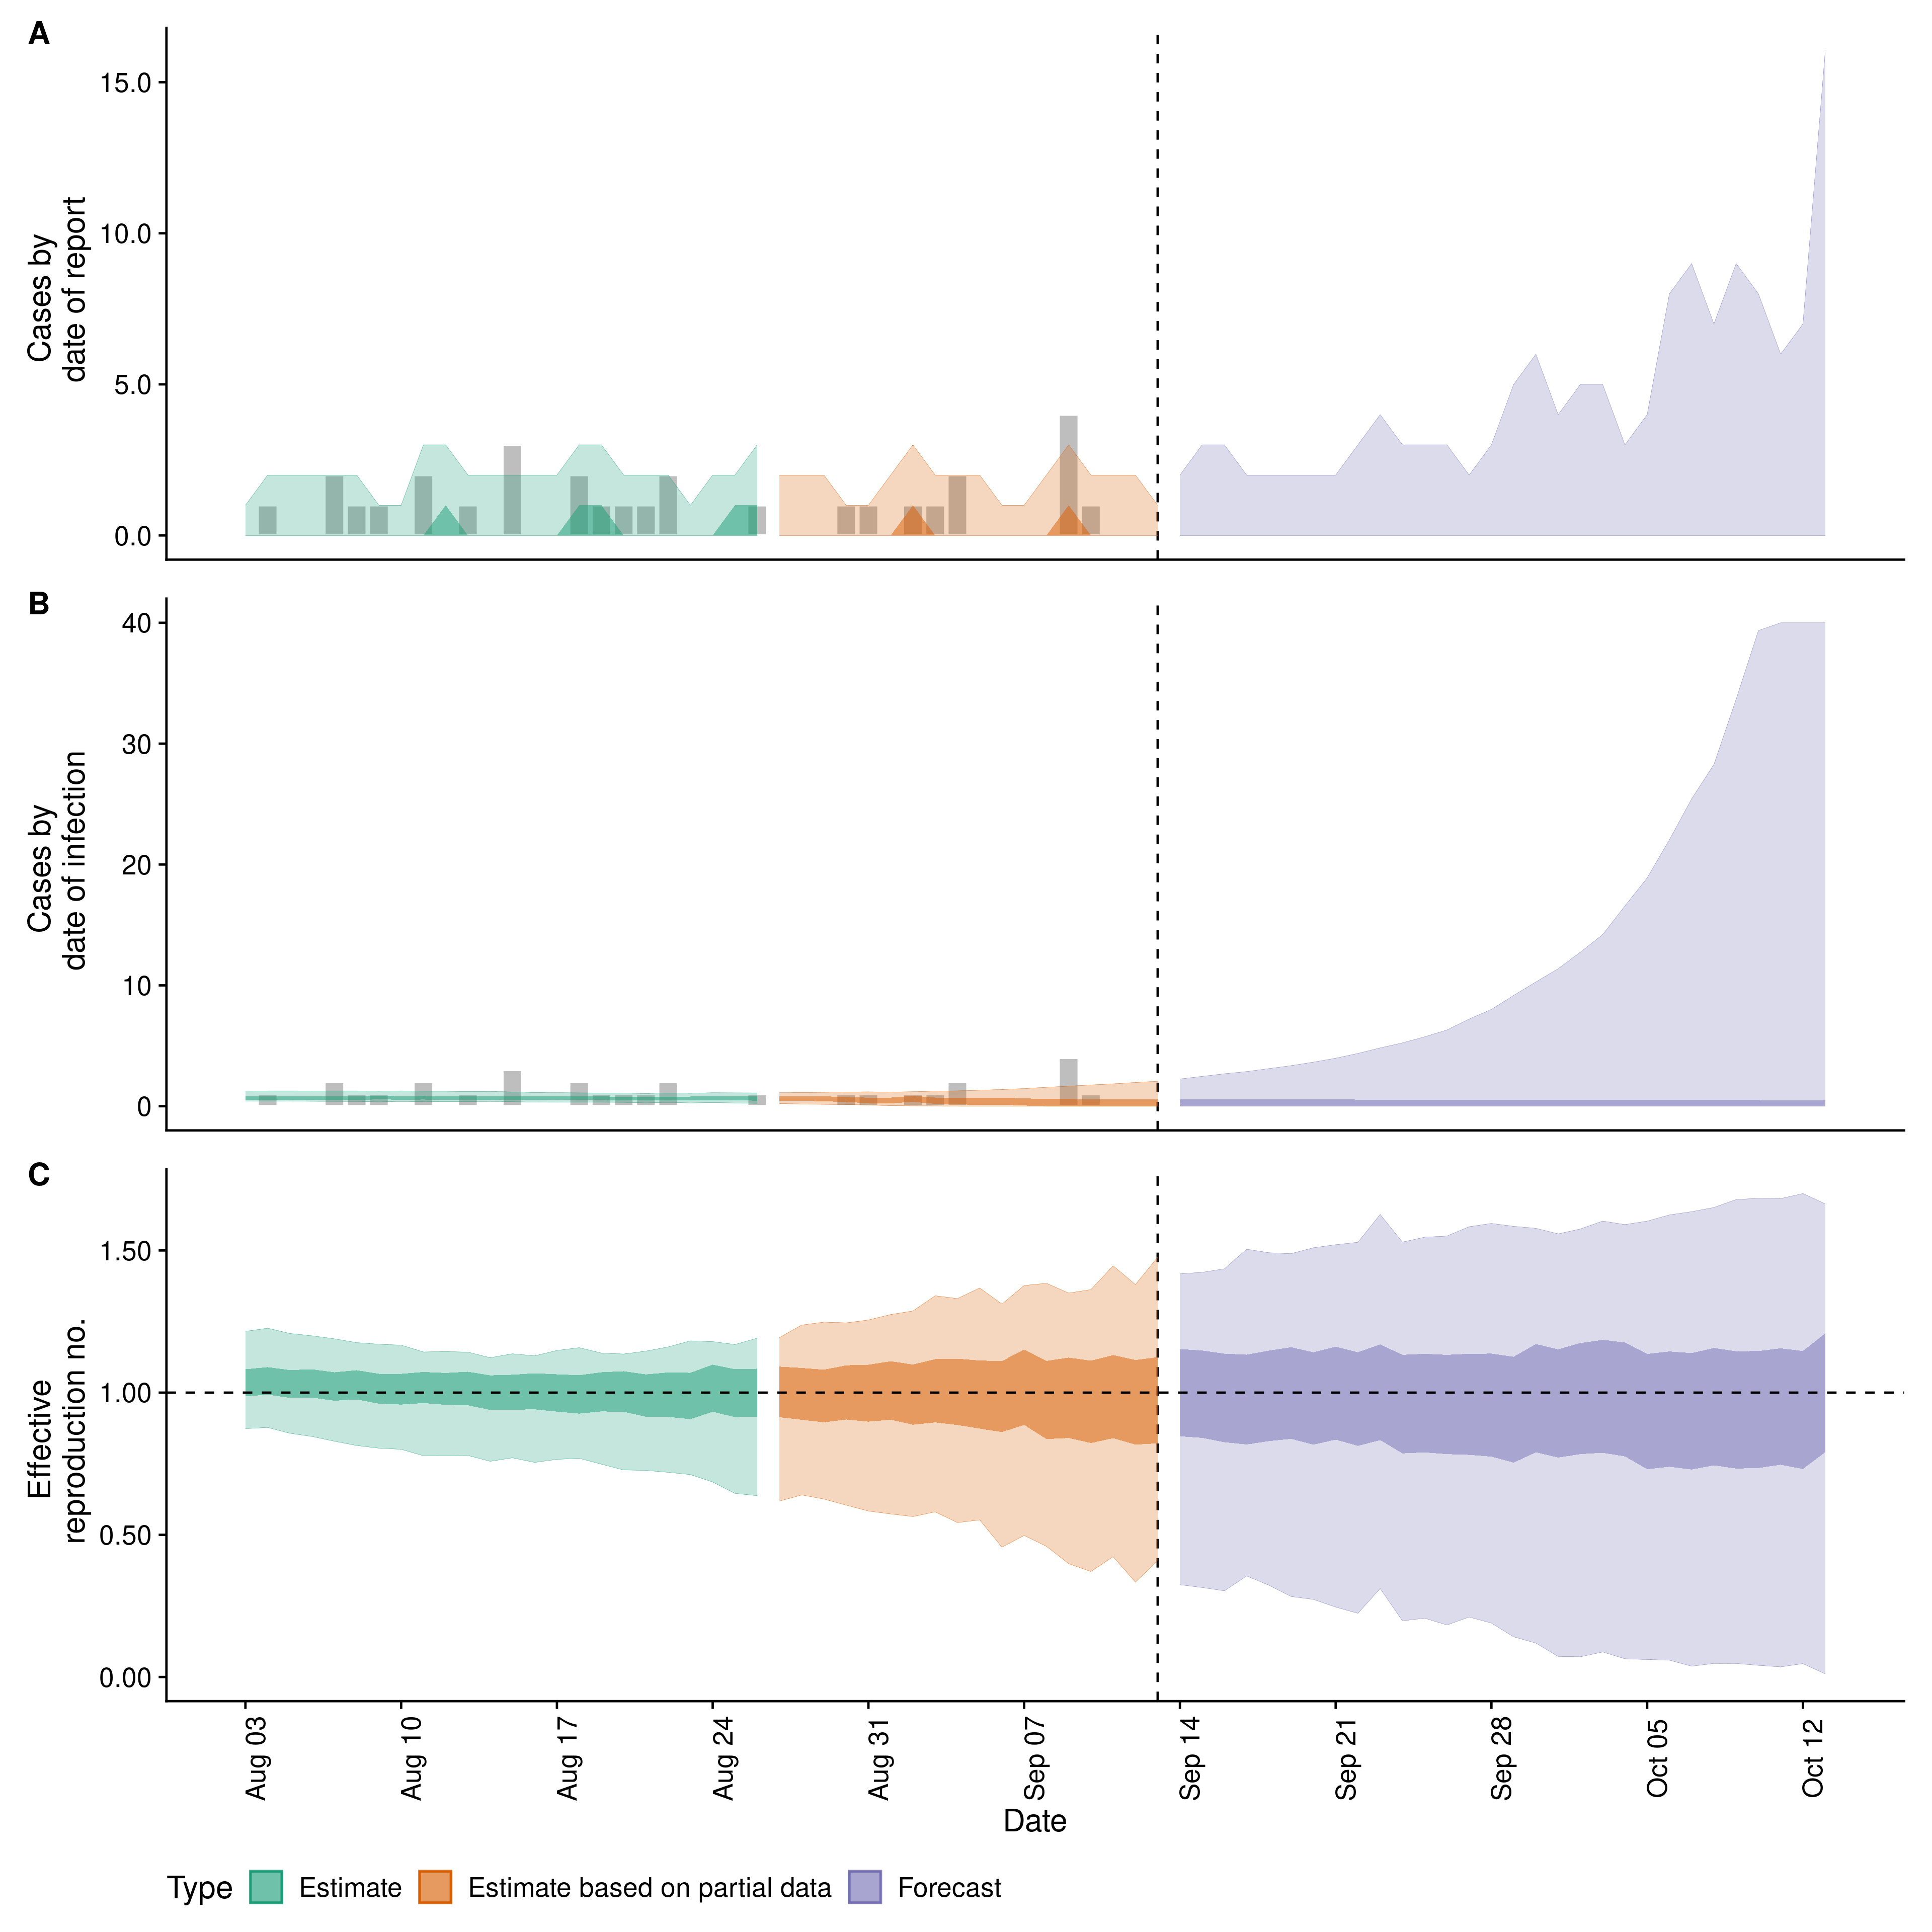 A
Cases by
date of report
15.0
10.0
5.0
0.0
B
Cases by
date of infection
40
30
20
10
0
C
Effective
reproduction no.
1.50
1.00
0.50
0.00
Aug 03
Aug 10
Aug 17
Aug 24
Aug 31
Sep 07
Sep 14
Sep 21
Sep 28
Oct 05
Oct 12
Date
Type Estimate Estimate based on partial data Forecast